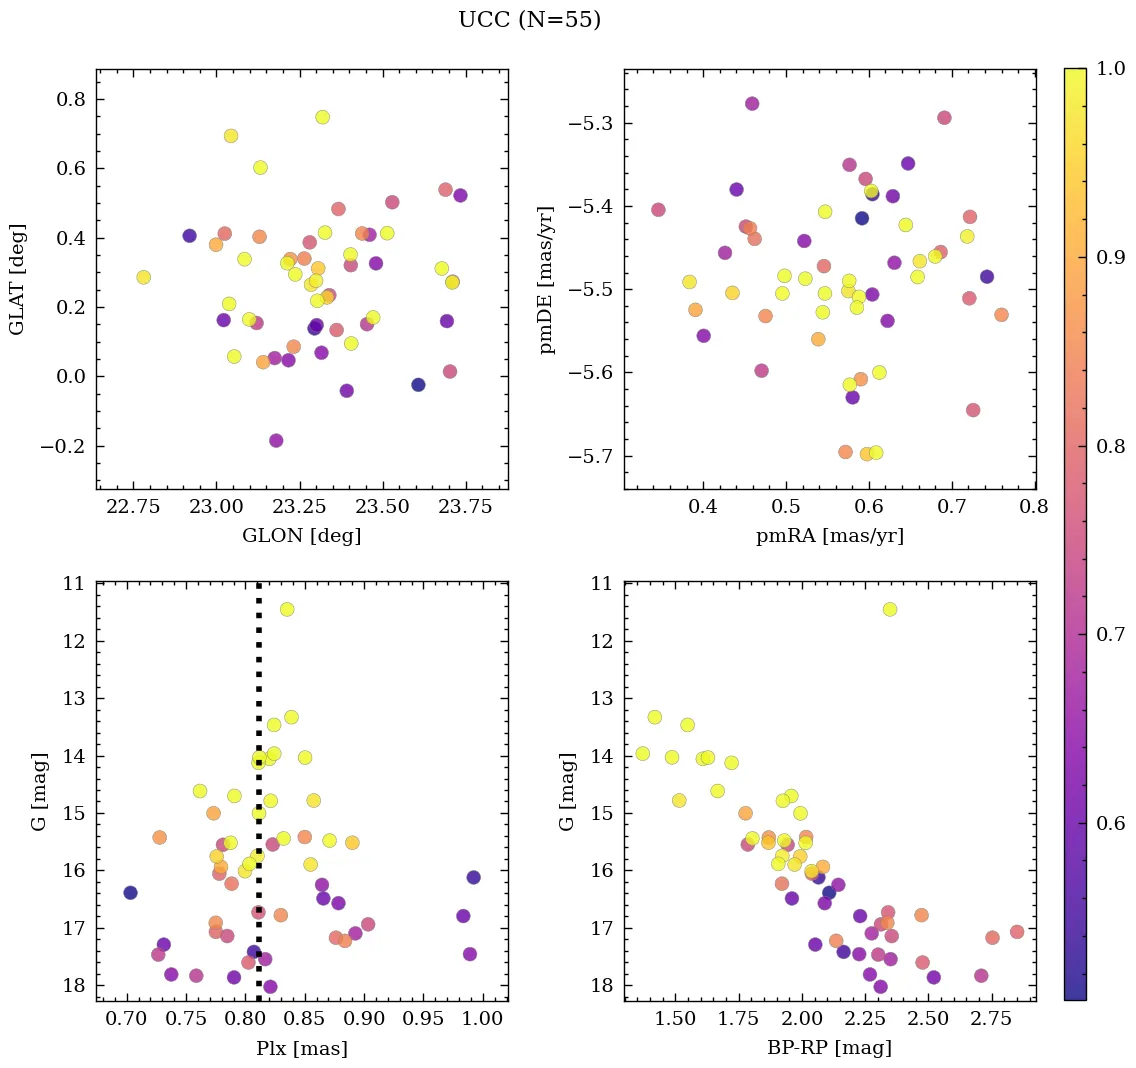 UCC (N=55)
0.8
0.6
0.4
0.2
0.0
−0.2
GLAT [deg]
22.75 23.00 23.25 23.50 23.75
GLON [deg]
−5.3
−5.4
−5.5
−5.6
−5.7
pmDE [mas/yr]
0.4 0.5 0.6 0.7 0.8
pmRA [mas/yr]
11
12
13
14
15
16
17
18
G [mag]
0.70 0.75 0.80 0.85 0.90 0.95 1.00
Plx [mas]
11
12
13
14
15
16
17
18
G [mag]
1.50 1.75 2.00 2.25 2.50 2.75
BP-RP [mag]
1.0
0.9
0.8
0.7
0.6